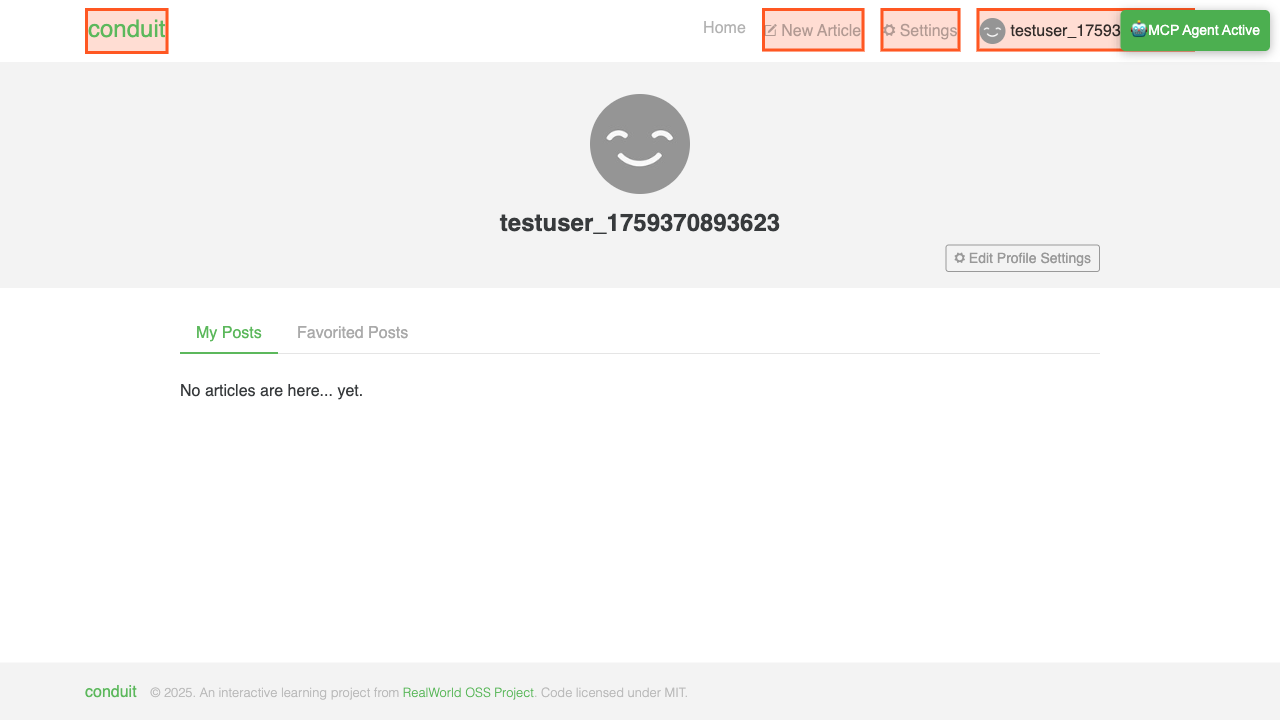 conduit
Home
New Article
Settings
testuser_17593
MCP Agent Active
testuser_1759370893623
Edit Profile Settings
My Posts
Favorited Posts
No articles are here... yet.
conduit © 2025. An interactive learning project from RealWorld OSS Project. Code licensed under MIT.